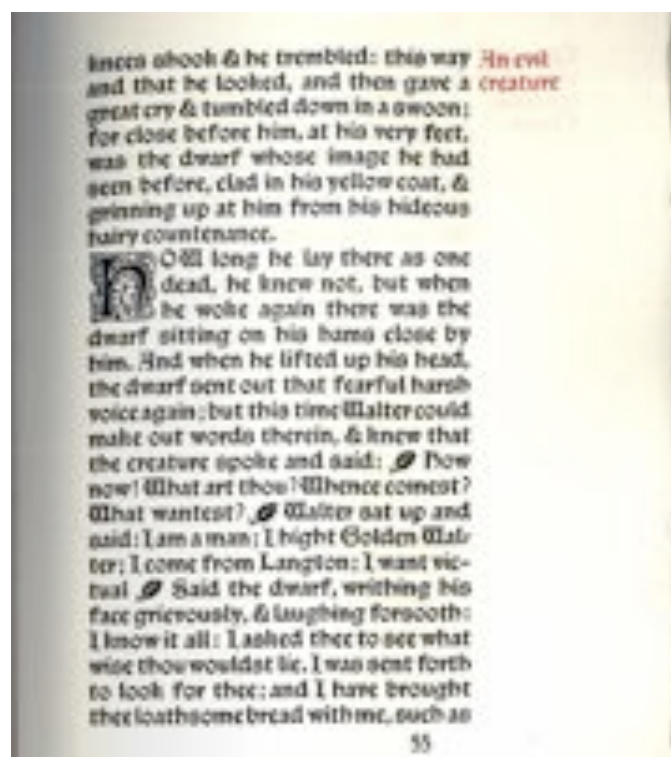 knees shook & he trembled: this way
and that he looked, and then gave a
great cry & tumbled down in a swoon;
for close before him, at his very feet,
was the dwarf whose image he had
seen before, clad in his yellow coat, &
grinning up at him from his hideous
hairy countenance.
HOW long he lay there as one
dead, he knew not, but when
he woke again there was the
dwarf sitting on his hams close by
him. And when he lifted up his head,
the dwarf sent out that fearful harsh
voice again; but this time Walter could
make out words therein, & knew that
the creature spoke and said: How
now! What art thou? Whence comest?
What wantest? Walter sat up and
said: I am a man; I hight Golden Wal-
ter; I come from Langton; I want vic-
tual Said the dwarf, writhing his
face grievously, & laughing forsooth:
I know it all: I asked thee to see what
wise thou wouldst lie. I was sent forth
to look for thee; and I have brought
thee loathsome bread with me, such as
An evil
creature
55